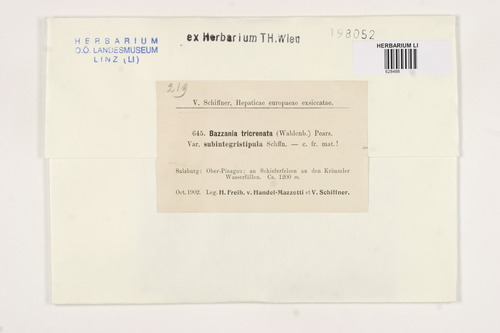 HERBARIUM
O.Ö. LANDESMUSEUM
LINZ (LI)
ex Herbarium TH.Wien
198052
HERBARIUM LI
219
V. Schiffner, Hepaticae europaeae exsiccatae.
645. Bazzania tricrenata (Wahlenb.) Pears.
Var. subintegristipula Schffn. — c. fr. mat.!
Salzburg: Ober-Pinzgau; an Schieferfelsen an den Krimmler
Wasserfällen. Ca. 1200 m.
Oct. 1902. Leg. H. Freih. v. Handel-Mazzetti et V. Schiffner.